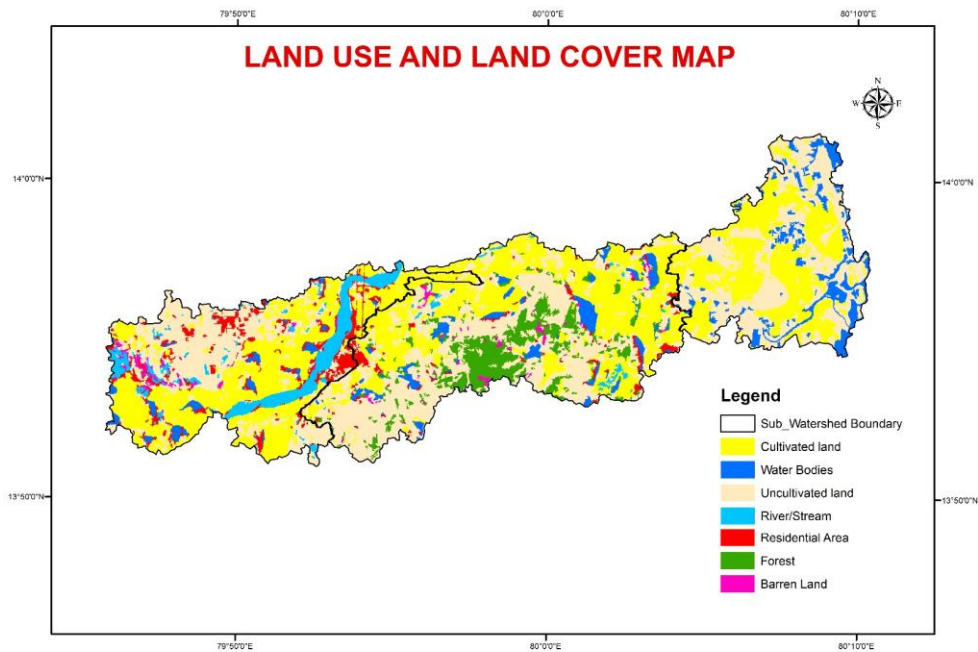 79°50'0"E 80°0'0"E 80°10'0"E
LAND USE AND LAND COVER MAP
N
W E
S
14°0'0"N 14°0'0"N
Legend
Sub_Watershed Boundary
Cultivated land
Water Bodies
Uncultivated land
River/Stream
Residential Area
Forest
Barren Land
13°50'0"N 13°50'0"N
79°50'0"E 80°0'0"E 80°10'0"E